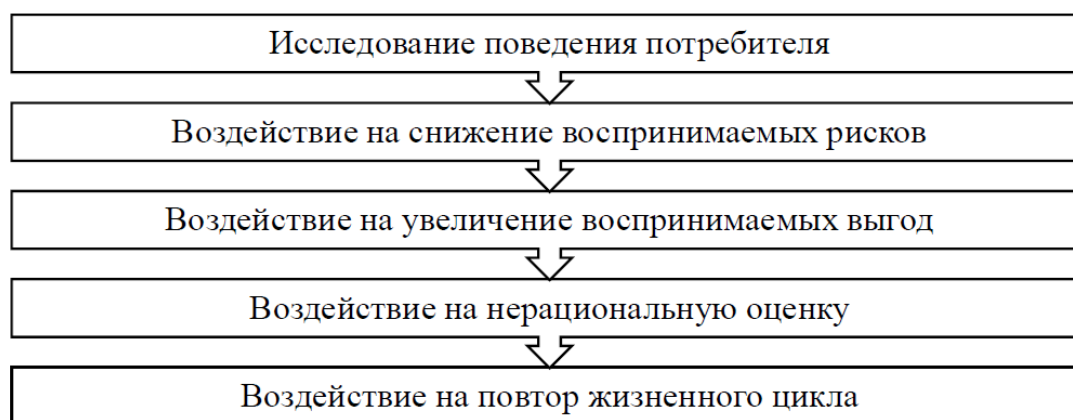 Исследование поведения потребителя
Воздействие на снижение воспринимаемых рисков
Воздействие на увеличение воспринимаемых выгод
Воздействие на нерациональную оценку
Воздействие на повтор жизненного цикла